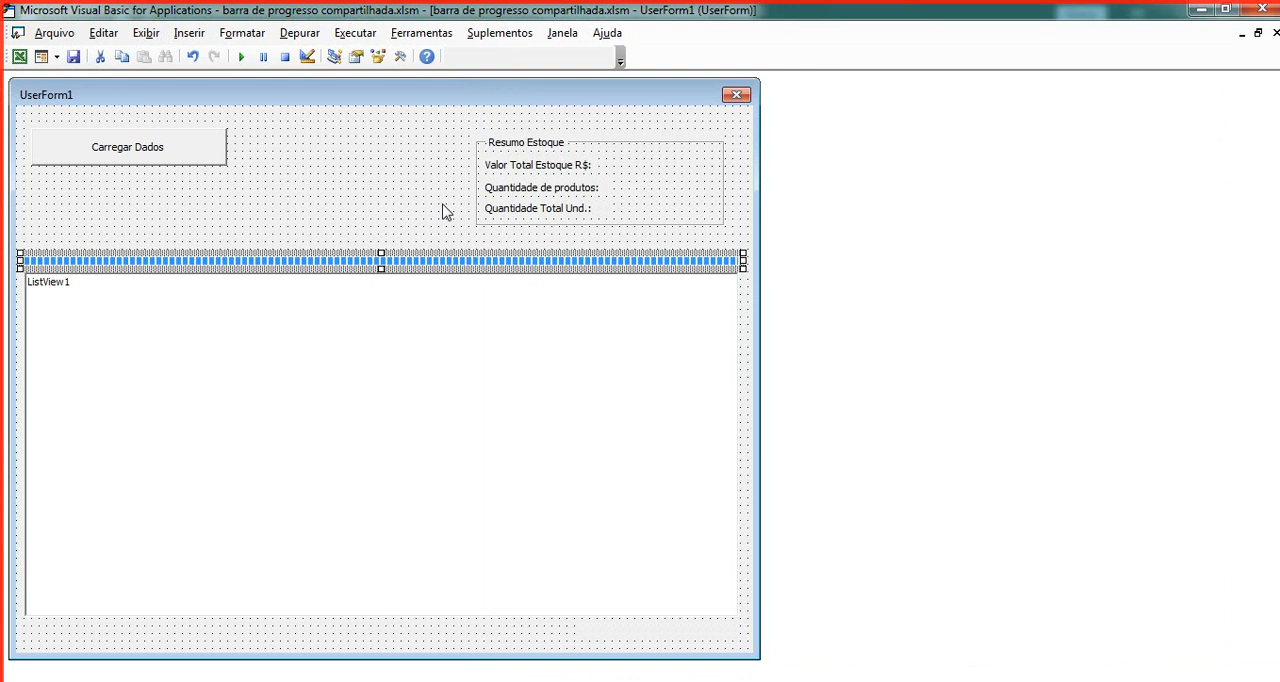 Microsoft Visual Basic for Applications - barra de progresso compartilhada.xlsm - [barra de progresso compartilhada.xlsm - UserForm1 (UserForm)]
Arquivo Editar Exibir Inserir Formatar Depurar Executar Ferramentas Suplementos Janela Ajuda
UserForm1
Carregar Dados
Resumo Estoque
Valor Total Estoque R$:
Quantidade de produtos:
Quantidade Total Und.:
ListView1